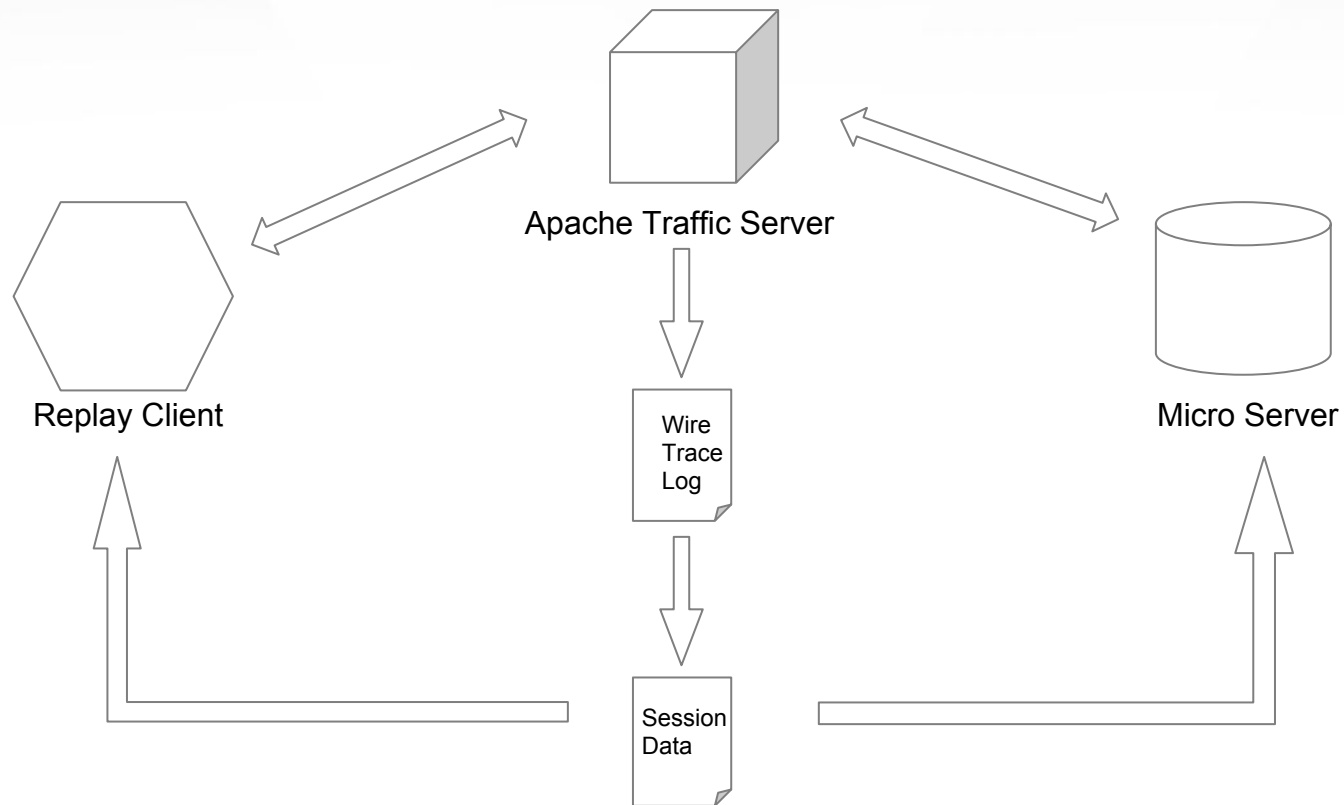 Apache Traffic Server
Replay Client
Micro Server
Wire
Trace
Log
Session
Data